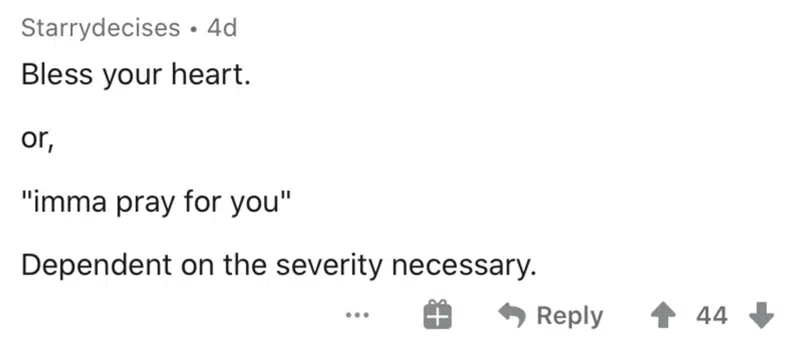 Starrydecises • 4d
Bless your heart.
or,
"imma pray for you"
Dependent on the severity necessary.
... Reply 44